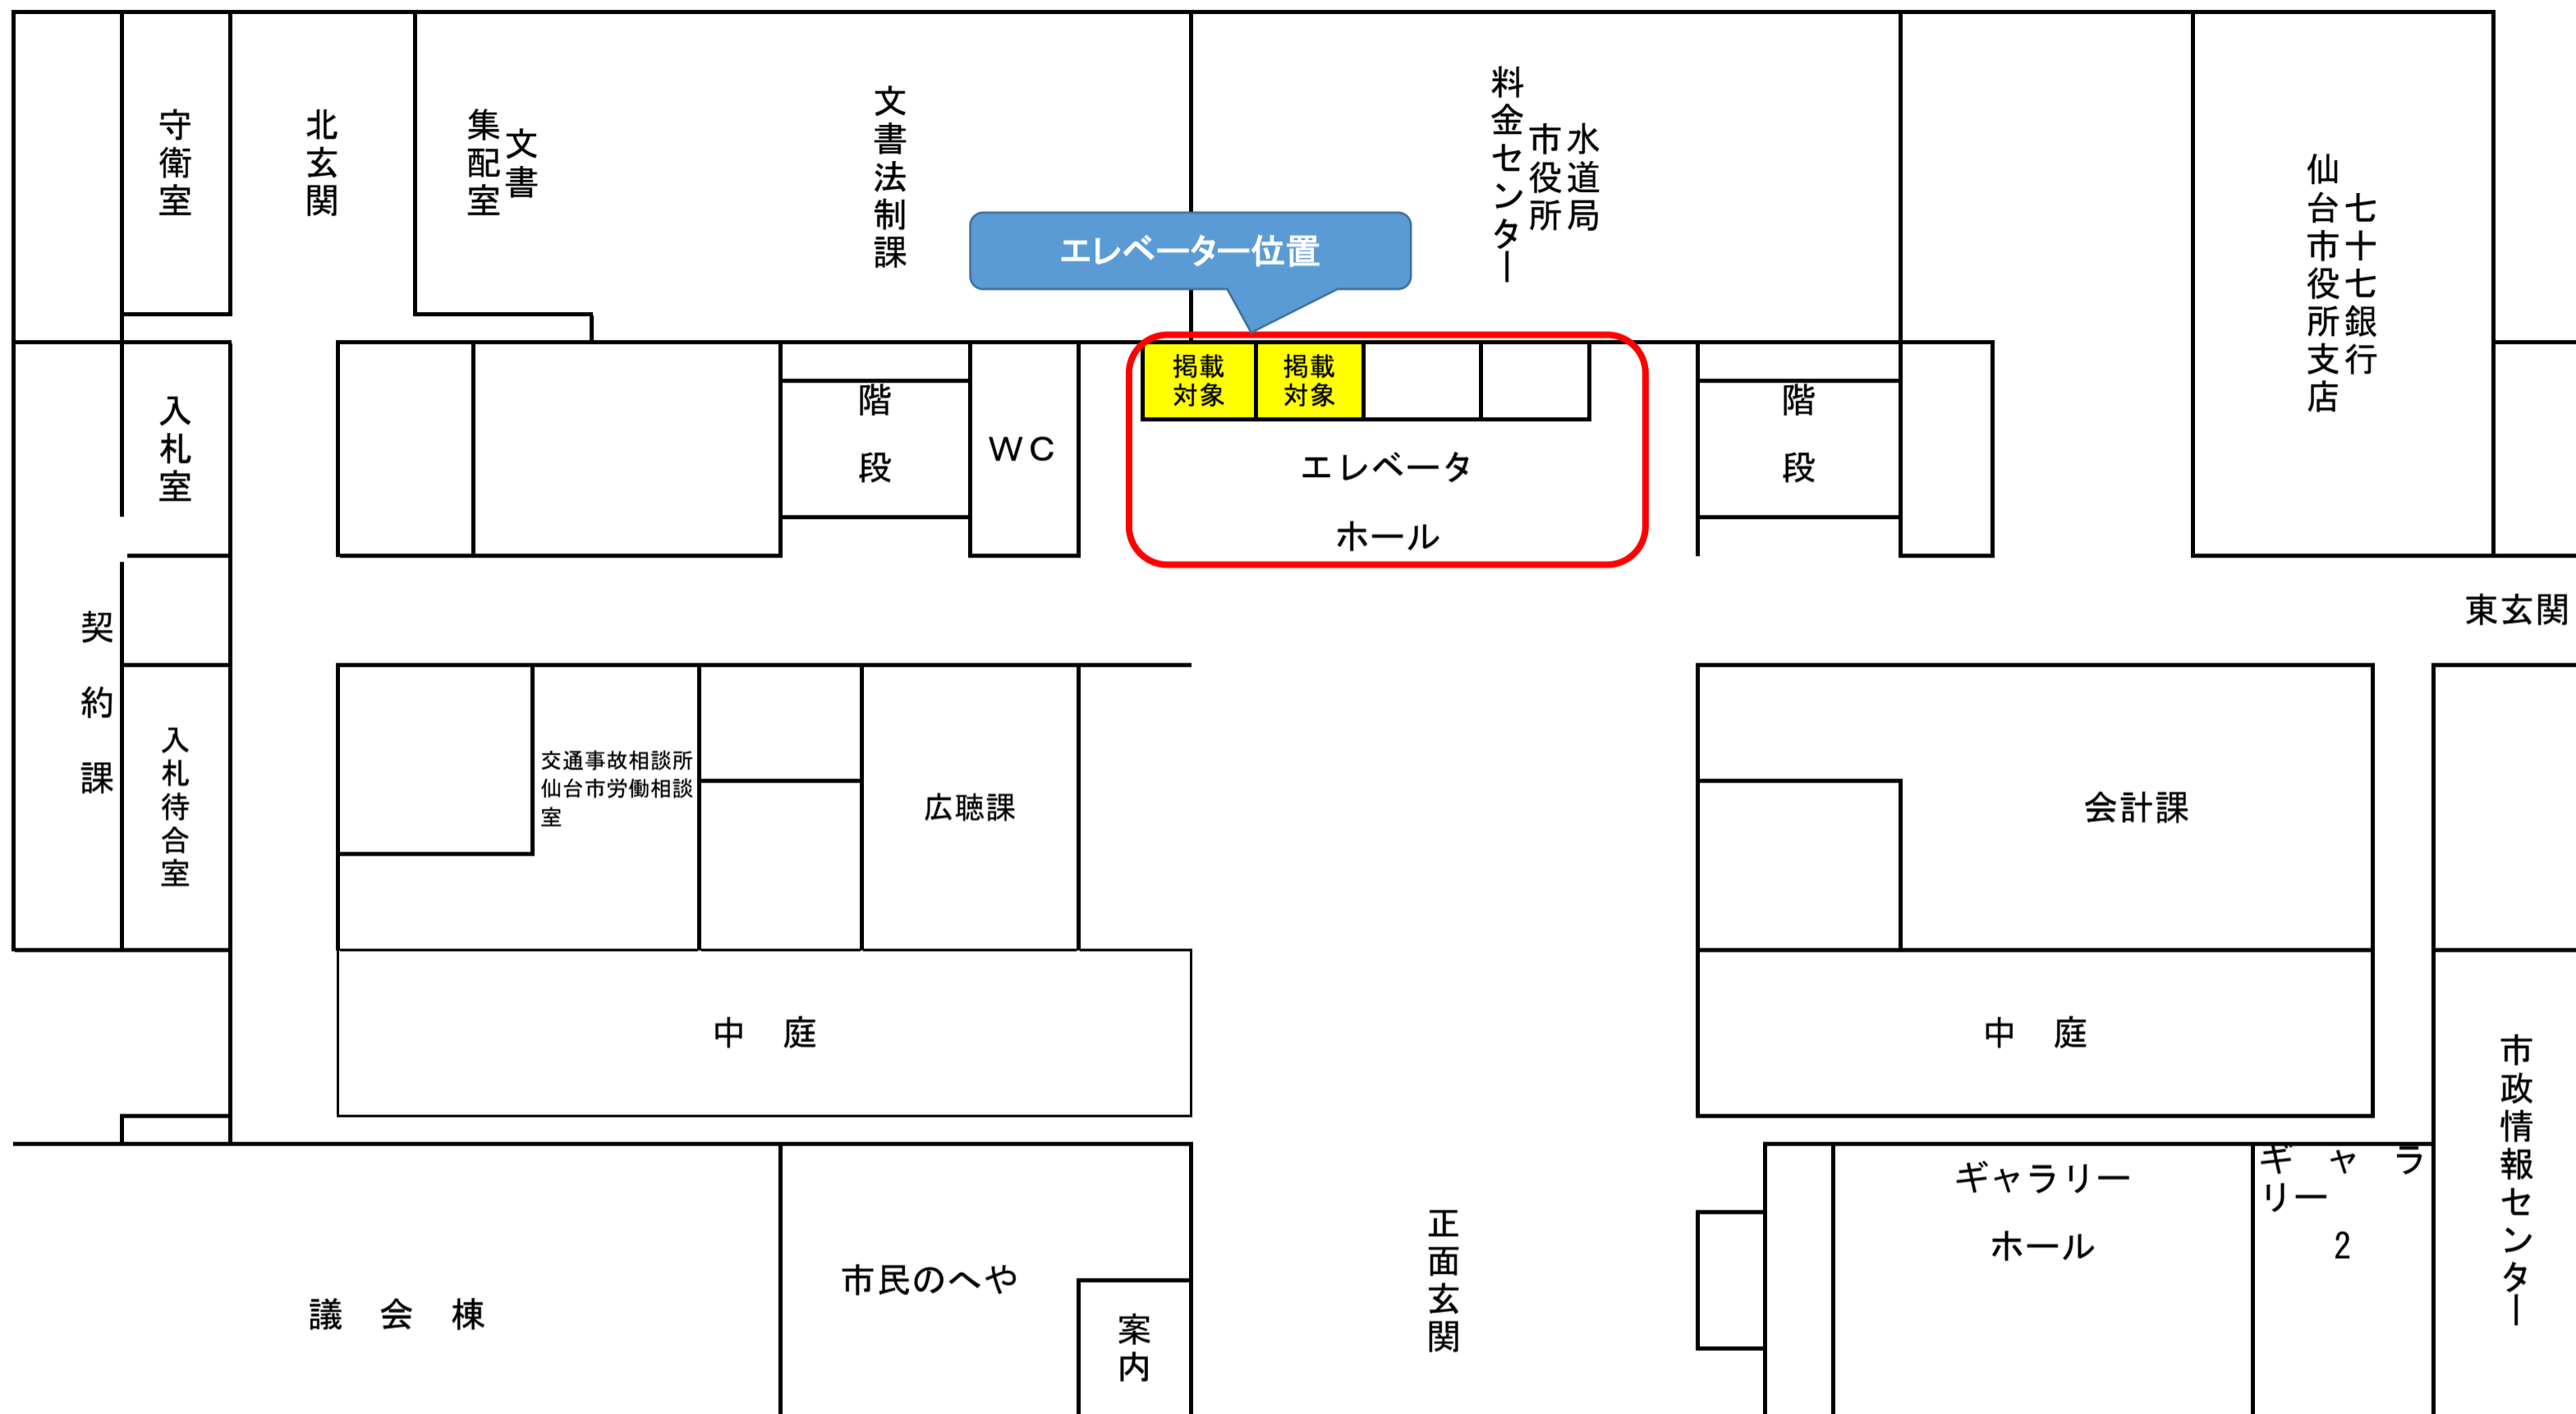 守衛室
北玄関
文書
集配室
文書法制課
水道局
市役所
料金センター
七十七銀行
仙台市役所支店
エレベーター位置
掲載
対象
掲載
対象
入札室
階
段
WC
エレベータ
ホール
階
段
東玄関
契約課
入札待合室
交通事故相談所
仙台市労働相談
室
広聴課
会計課
中 庭
中 庭
市政情報センター
議 会 棟
市民のへや
案内
正面玄関
ギャラリー
ホール
ギャラ
リー
2